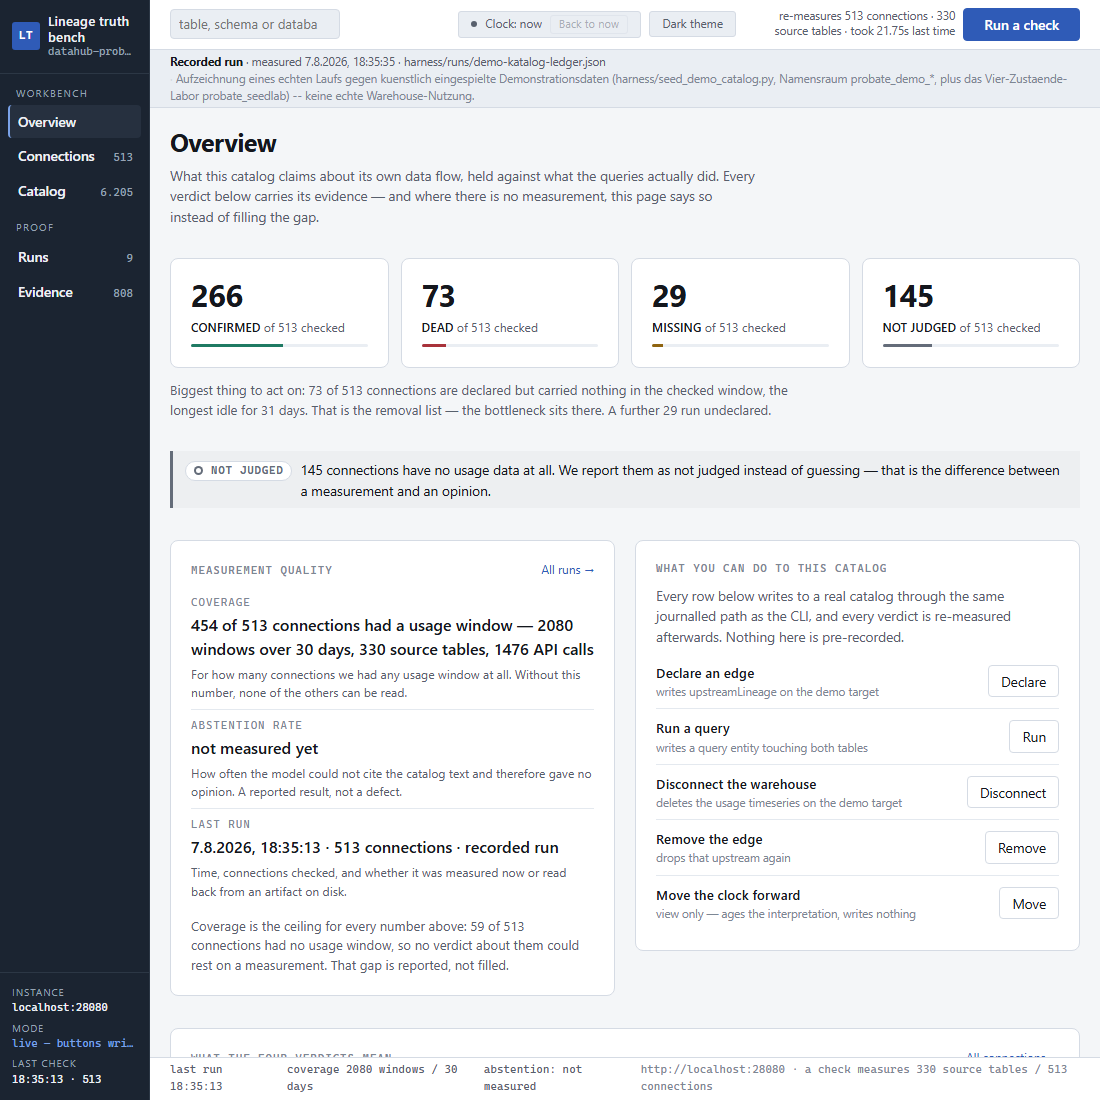 LT
Lineage truth
bench
datahub-prob…
WORKBENCH
Overview
Connections 513
Catalog 6.205
PROOF
Runs 9
Evidence 808
INSTANCE
localhost:28080
MODE
live — buttons wri…
LAST CHECK
18:35:13 · 513
table, schema or databa
Clock: now Back to now
Dark theme
re-measures 513 connections · 330
source tables · took 21.75s last time
Run a check
Recorded run · measured 7.8.2026, 18:35:35 · harness/runs/demo-katalog-ledger.json
· Aufzeichnung eines echten Laufs gegen kuenstlich eingespielte Demonstrationsdaten (harness/seed_demo_catalog.py, Namensraum probate_demo_*, plus das Vier-Zustaende-
Labor probate_seedlab) -- keine echte Warehouse-Nutzung.
Overview
What this catalog claims about its own data flow, held against what the queries actually did. Every
verdict below carries its evidence — and where there is no measurement, this page says so
instead of filling the gap.
266
CONFIRMED of 513 checked
73
DEAD of 513 checked
29
MISSING of 513 checked
145
NOT JUDGED of 513 checked
Biggest thing to act on: 73 of 513 connections are declared but carried nothing in the checked window, the
longest idle for 31 days. That is the removal list — the bottleneck sits there. A further 29 run undeclared.
NOT JUDGED 145 connections have no usage data at all. We report them as not judged instead of guessing — that is the difference between
a measurement and an opinion.
MEASUREMENT QUALITY
All runs →
COVERAGE
454 of 513 connections had a usage window — 2080
windows over 30 days, 330 source tables, 1476 API calls
For how many connections we had any usage window at all. Without this
number, none of the others can be read.
ABSTENTION RATE
not measured yet
How often the model could not cite the catalog text and therefore gave no
opinion. A reported result, not a defect.
LAST RUN
7.8.2026, 18:35:13 · 513 connections · recorded run
Time, connections checked, and whether it was measured now or read
back from an artifact on disk.
Coverage is the ceiling for every number above: 59 of 513
connections had no usage window, so no verdict about them could
rest on a measurement. That gap is reported, not filled.
WHAT YOU CAN DO TO THIS CATALOG
Every row below writes to a real catalog through the same
journalled path as the CLI, and every verdict is re-measured
afterwards. Nothing here is pre-recorded.
Declare an edge
writes upstreamLineage on the demo target
Declare
Run a query
writes a query entity touching both tables
Run
Disconnect the warehouse
deletes the usage timeseries on the demo target
Disconnect
Remove the edge
drops that upstream again
Remove
Move the clock forward
view only — ages the interpretation, writes nothing
Move
WHAT THE FOUR VERDICTS MEAN
All connections
last run
18:35:13
coverage 2080 windows / 30
days
abstention: not
measured
http://localhost:28080 · a check measures 330 source tables / 513
connections